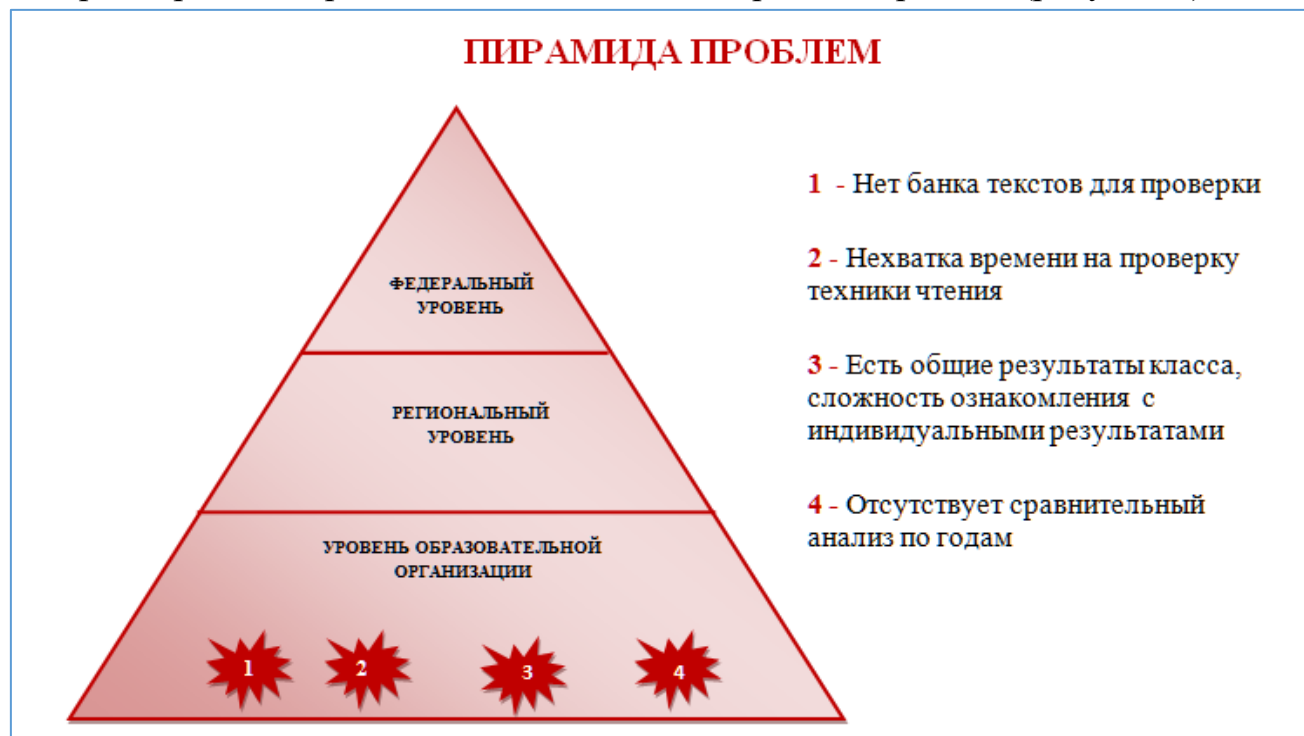 ПИРАМИДА ПРОБЛЕМ
ФЕДЕРАЛЬНЫЙ
УРОВЕНЬ
РЕГИОНАЛЬНЫЙ
УРОВЕНЬ
УРОВЕНЬ ОБРАЗОВАТЕЛЬНОЙ
ОРГАНИЗАЦИИ
1 2 3 4
1 - Нет банка текстов для проверки
2 - Нехватка времени на проверку
техники чтения
3 - Есть общие результаты класса,
сложность ознакомления с
индивидуальными результатами
4 - Отсутствует сравнительный
анализ по годам